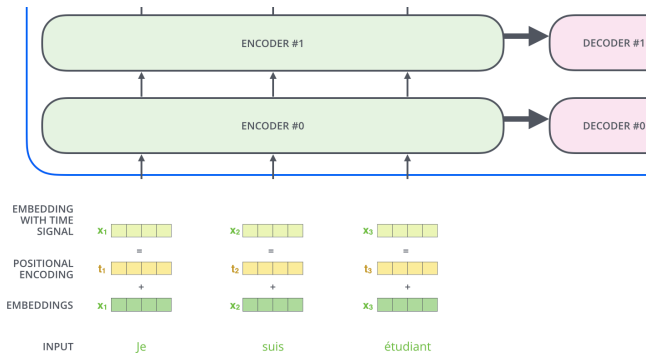 ENCODER #1
DECODER #1
ENCODER #0
DECODER #0
EMBEDDING
WITH TIME
SIGNAL
x₁ x₂ x₃
= = =
POSITIONAL
ENCODING
t₁ t₂ t₃
+ + +
EMBEDDINGS x₁ x₂ x₃
INPUT Je suis étudiant